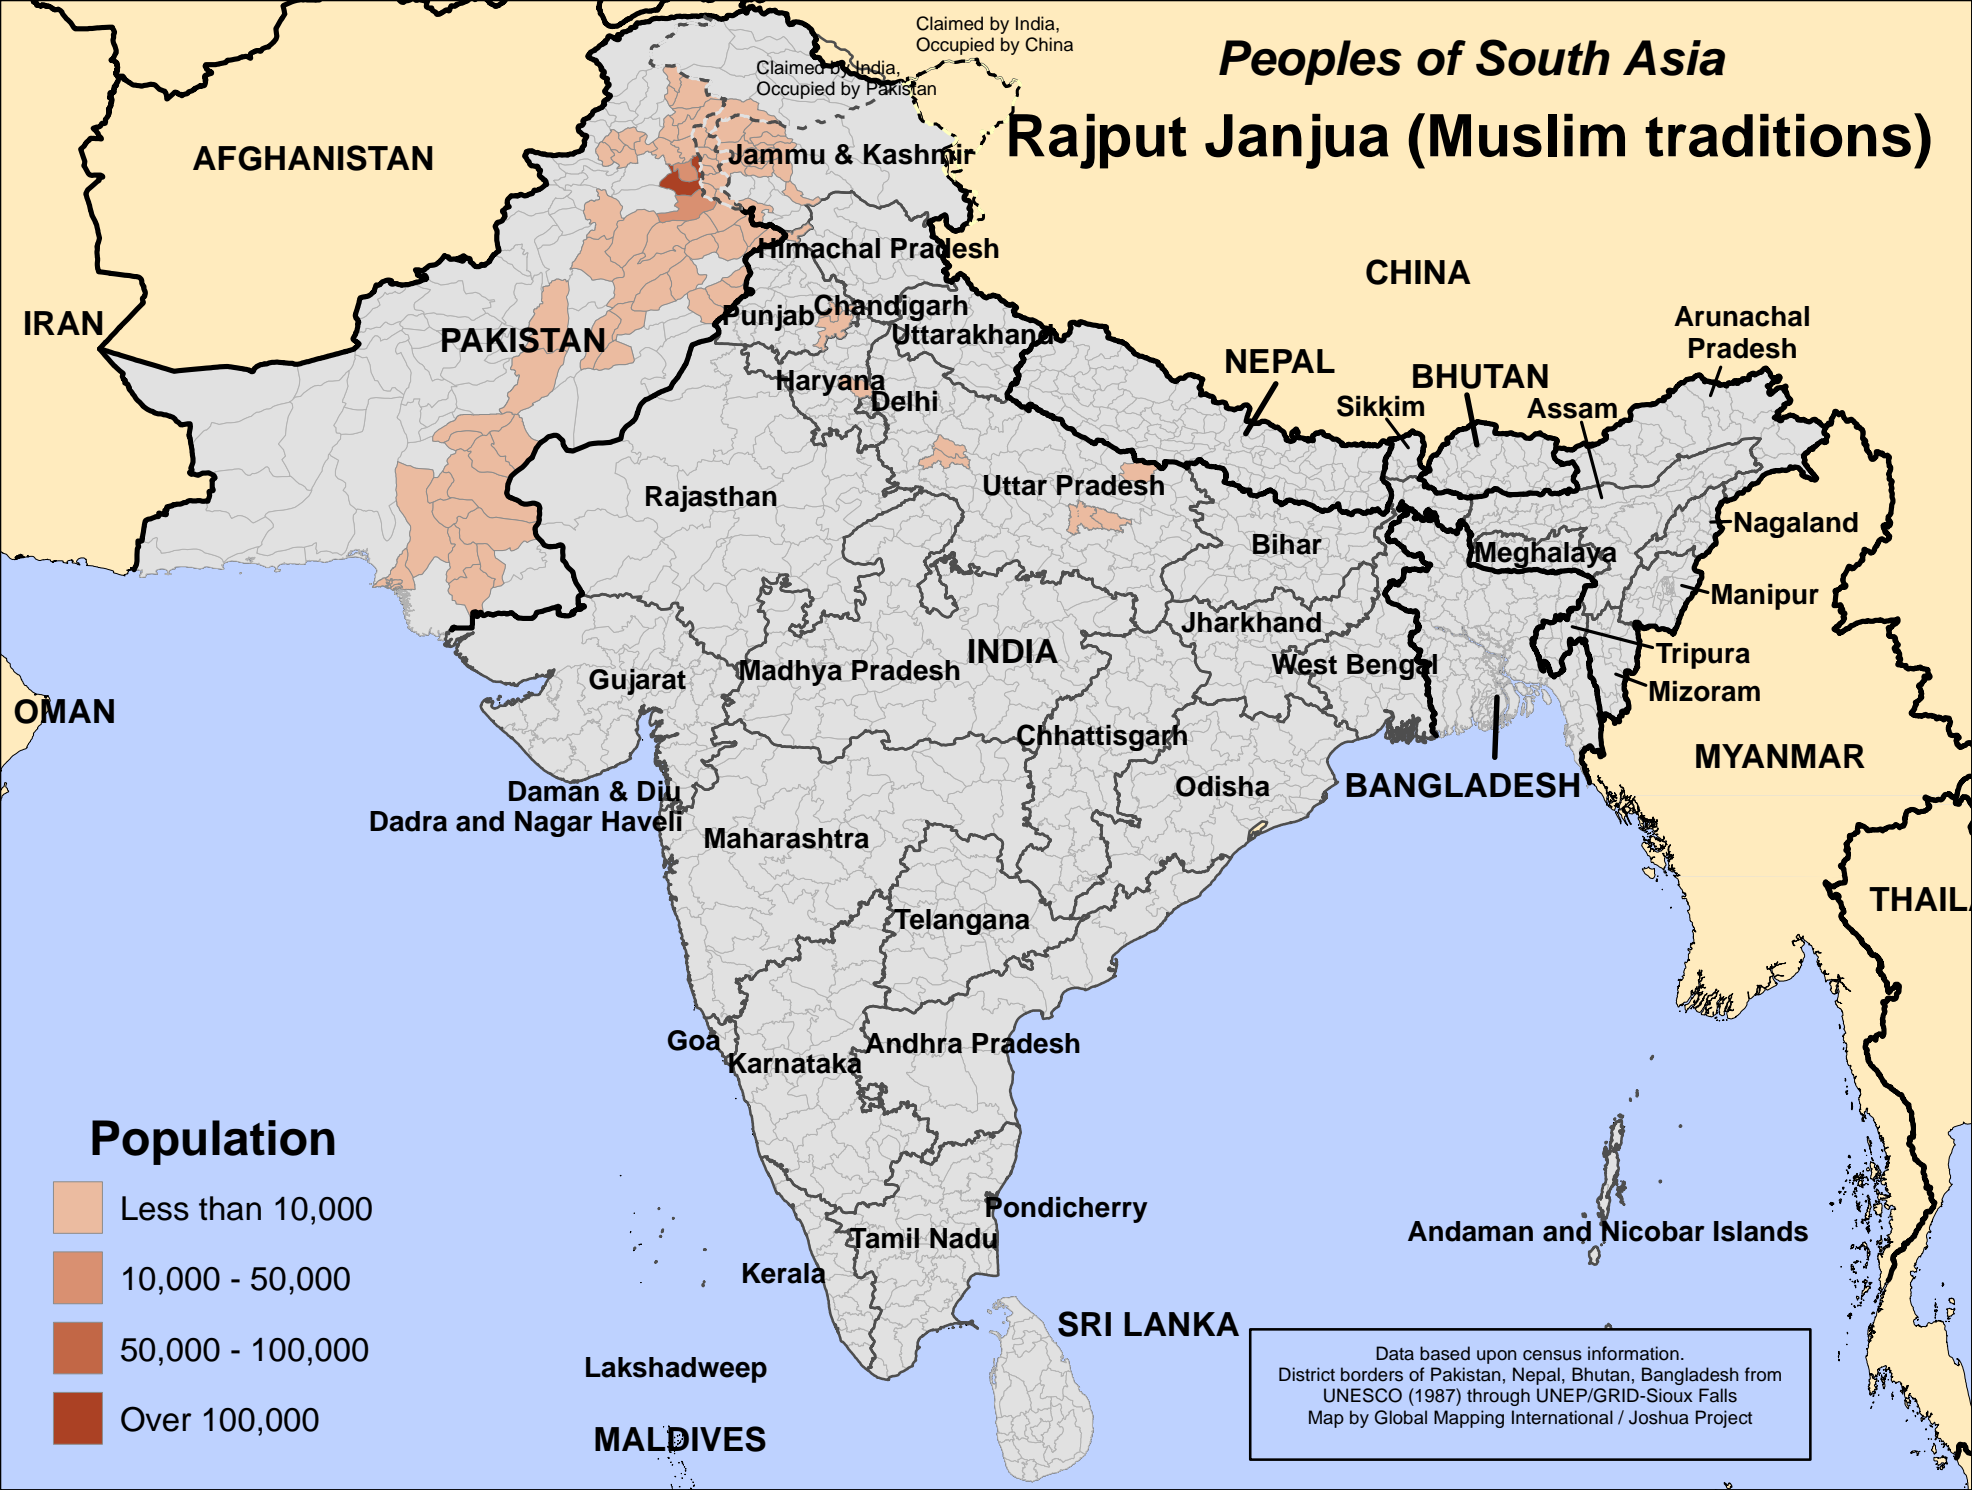 Claimed by India,
Occupied by China
Peoples of South Asia
Claimed by India,
Occupied by Pakistan
Rajput Janjua (Muslim traditions)
AFGHANISTAN
Jammu & Kashmir
Himachal Pradesh
CHINA
IRAN
PAKISTAN
Punjab
Chandigarh
Uttarakhand
Arunachal
Pradesh
NEPAL
BHUTAN
Haryana
Delhi
Sikkim
Assam
Rajasthan
Uttar Pradesh
Bihar
Meghalaya
Nagaland
Manipur
Jharkhand
INDIA
Tripura
West Bengal
Mizoram
Gujarat
Madhya Pradesh
OMAN
Chhattisgarh
MYANMAR
Odisha
BANGLADESH
Daman & Diu
Dadra and Nagar Haveli
Maharashtra
THAIL
Telangana
Goa
Karnataka
Andhra Pradesh
Pondicherry
Tamil Nadu
Kerala
Andaman and Nicobar Islands
SRI LANKA
Lakshadweep
MALDIVES
Population
Less than 10,000
10,000 - 50,000
50,000 - 100,000
Over 100,000
Data based upon census information.
District borders of Pakistan, Nepal, Bhutan, Bangladesh from
UNESCO (1987) through UNEP/GRID-Sioux Falls
Map by Global Mapping International / Joshua Project